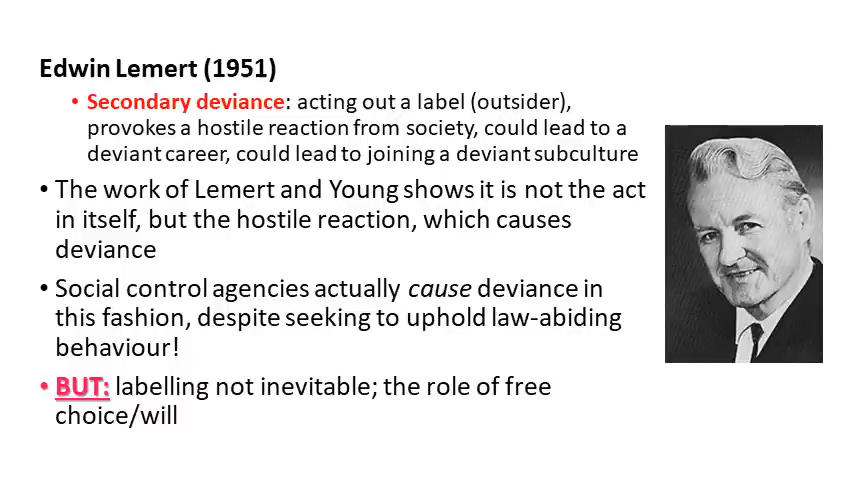 Edwin Lemert (1951)
• Secondary deviance: acting out a label (outsider),
provokes a hostile reaction from society, could lead to a
deviant career, could lead to joining a deviant subculture
• The work of Lemert and Young shows it is not the act
in itself, but the hostile reaction, which causes
deviance
• Social control agencies actually cause deviance in
this fashion, despite seeking to uphold law-abiding
behaviour!
• BUT: labelling not inevitable; the role of free
choice/will